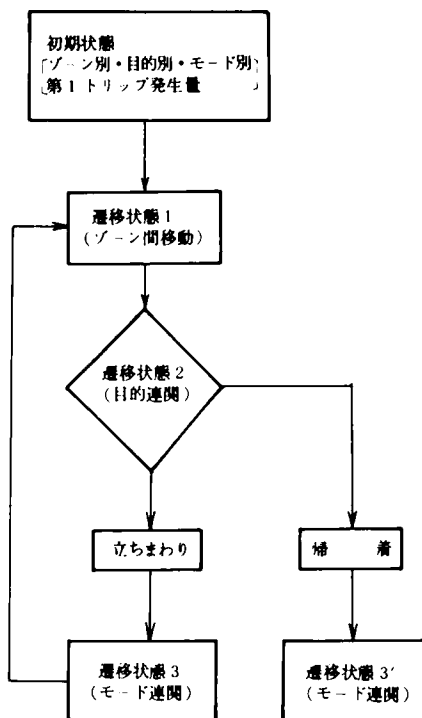 初期状態
ゾーン別・目的別・モード別
第1トリップ発生量
遷移状態1
(ゾーン間移動)
遷移状態2
(目的連関)
立ちまわり
帰 着
遷移状態3
(モード連関)
遷移状態3′
(モード連関)